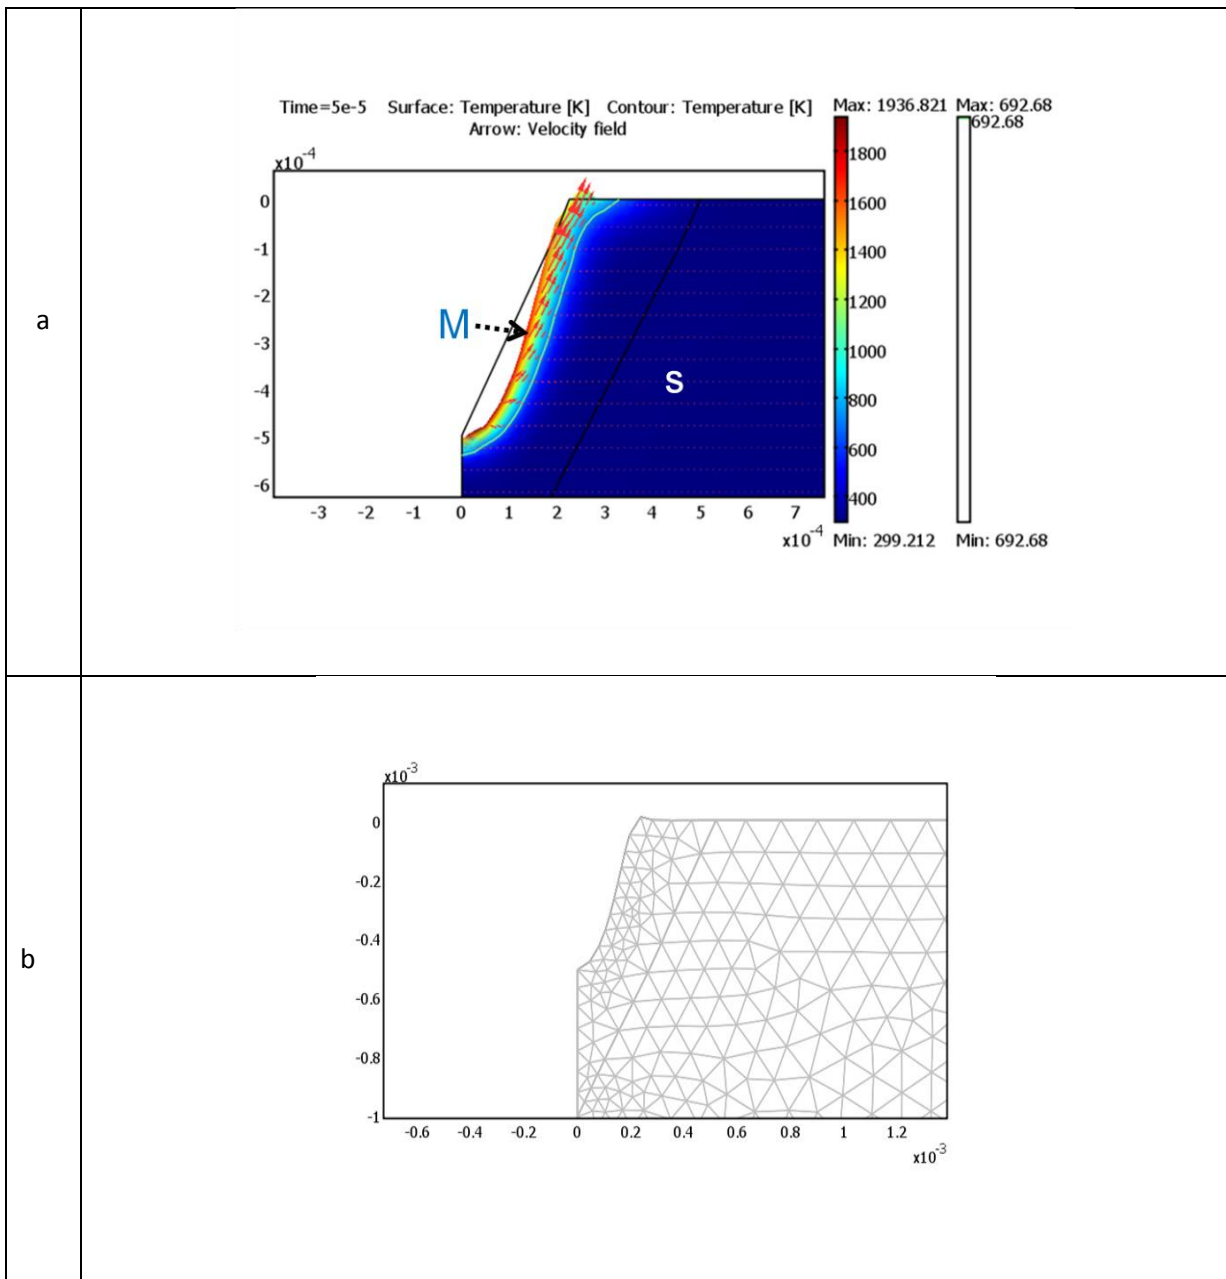 a
Time=5e-5 Surface: Temperature [K] Contour: Temperature [K] Max: 1936.821 Max: 692.68
Arrow: Velocity field
692.68
x10-4
0
-1
-2
-3
-4
-5
-6
M
S
1800
1600
1400
1200
1000
800
600
400
-3 -2 -1 0 1 2 3 4 5 6 7
x10-4 Min: 299.212 Min: 692.68
b
x10-3
0
-0.2
-0.4
-0.6
-0.8
-1
-0.6 -0.4 -0.2 0 0.2 0.4 0.6 0.8 1 1.2
x10-3